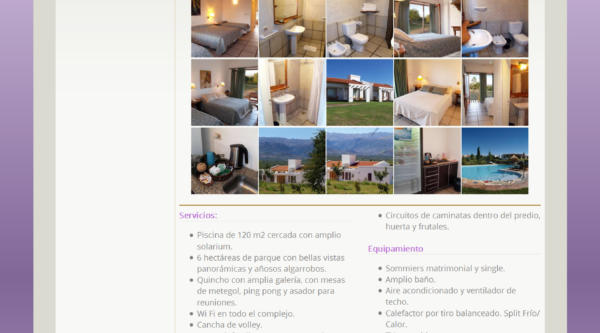 Servicios:
Piscina de 120 m2 cercada con amplio
solarium.
6 hectáreas de parque con bellas vistas
panorámicas y añosos algarrobos.
Quincho con amplia galería, con mesas
de metegol, ping pong y asador para
reuniones.
Wi Fi en todo el complejo.
Cancha de volley.
Circuitos de caminatas dentro del predio,
huerta y frutales.
Equipamiento
Sommiers matrimonial y single.
Amplio baño.
Aire acondicionado y ventilador de
techo.
Calefactor por tiro balanceado. Split Frío/
Calor.